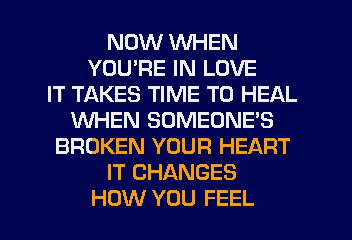 NOW WHEN
YOU'RE IN LOVE
IT TAKES TIME TO HEAL
WHEN SOMEONE'S
BROKEN YOUR HEART
IT CHANGES
HOW YOU FEEL